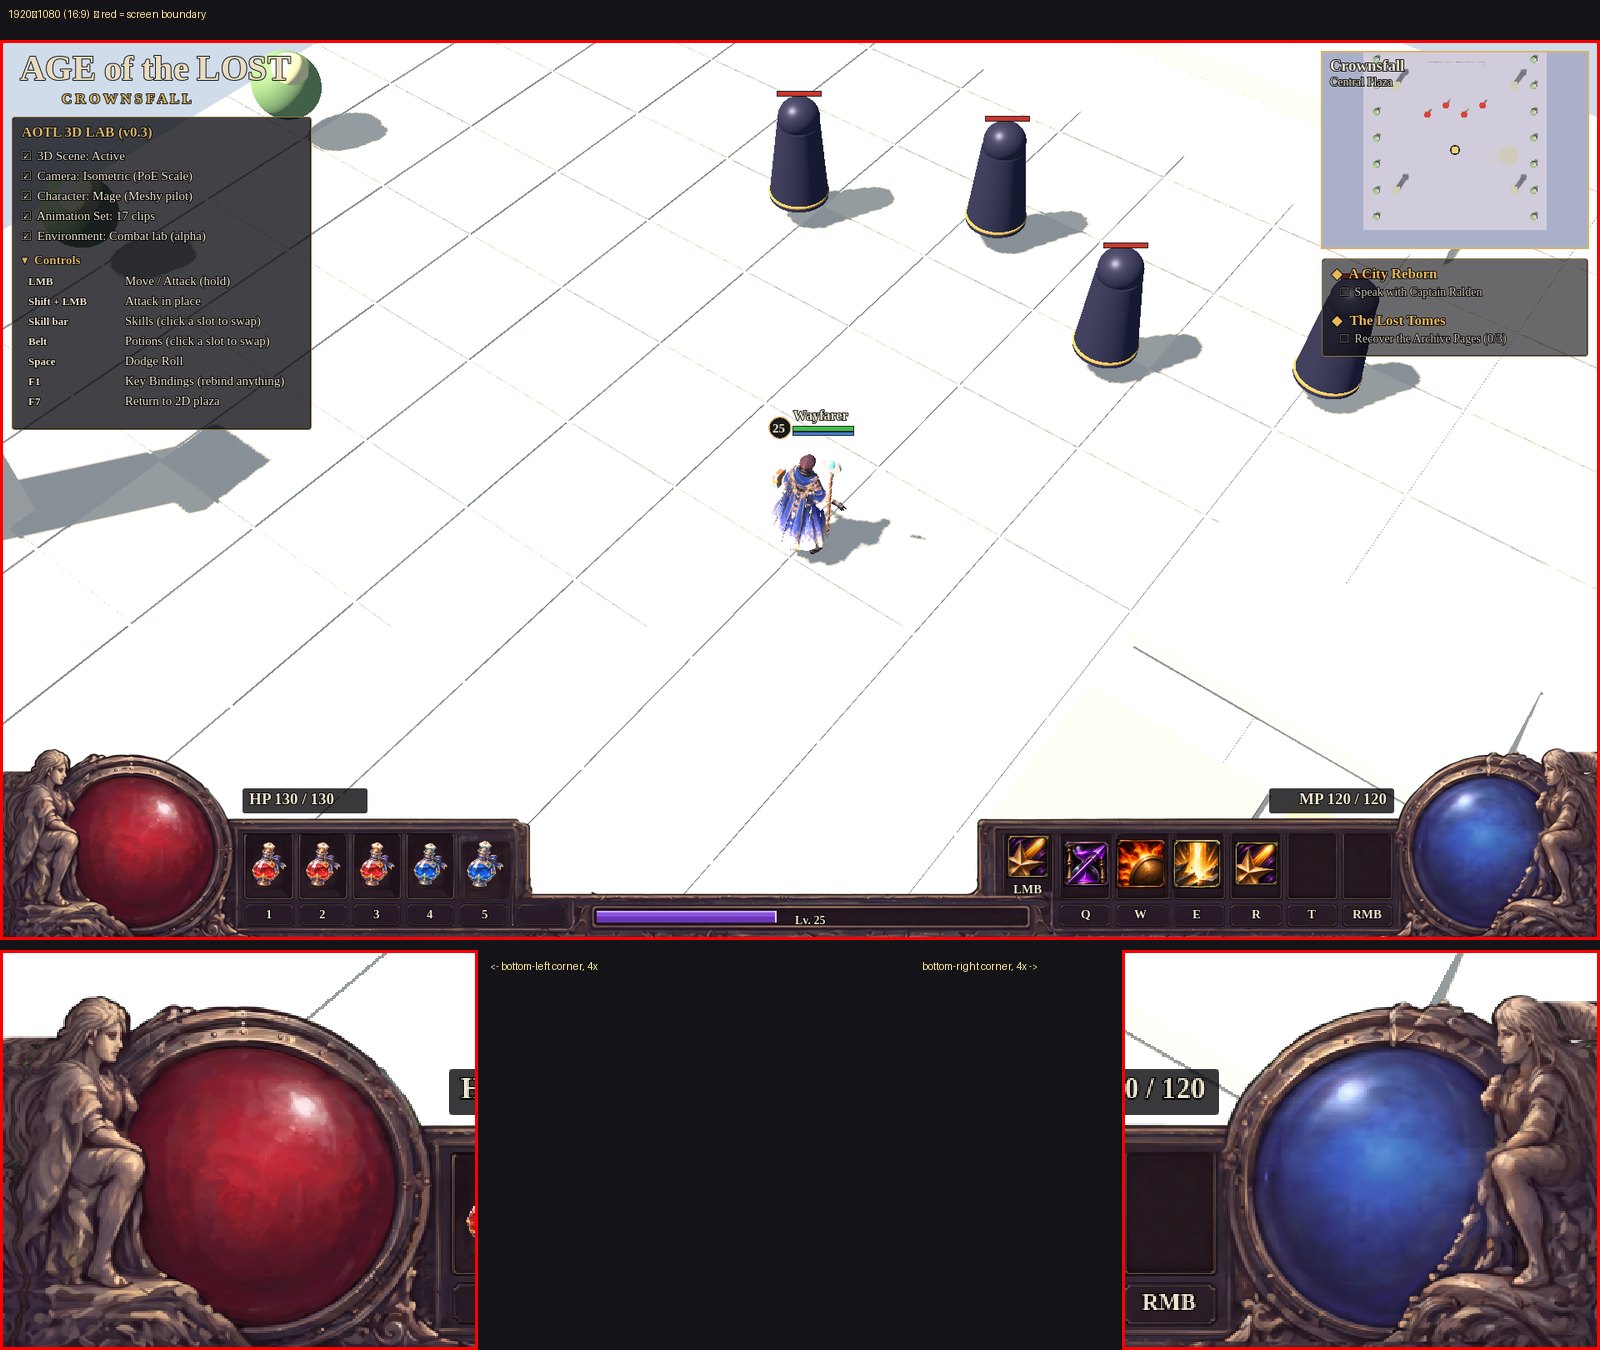 1920□1080 (16:9) □ red = screen boundary
AGE of the LOST
CROWNSFALL
AOTL 3D LAB (v0.3)
☑ 3D Scene: Active
☑ Camera: Isometric (PoE Scale)
☑ Character: Mage (Meshy pilot)
☑ Animation Set: 17 clips
☑ Environment: Combat lab (alpha)
▼ Controls
LMB Move / Attack (hold)
Shift + LMB Attack in place
Skill bar Skills (click a slot to swap)
Belt Potions (click a slot to swap)
Space Dodge Roll
F1 Key Bindings (rebind anything)
F7 Return to 2D plaza
Crownsfall
Central Plaza
◆ A City Reborn
☐ Speak with Captain Ralden
◆ The Lost Tomes
☐ Recover the Archive Pages (0/3)
Wayfarer
25
HP 130 / 130
MP 120 / 120
1 2 3 4 5
Lv. 25
LMB Q W E R T RMB
<- bottom-left corner, 4x
bottom-right corner, 4x ->
H
0 / 120
RMB